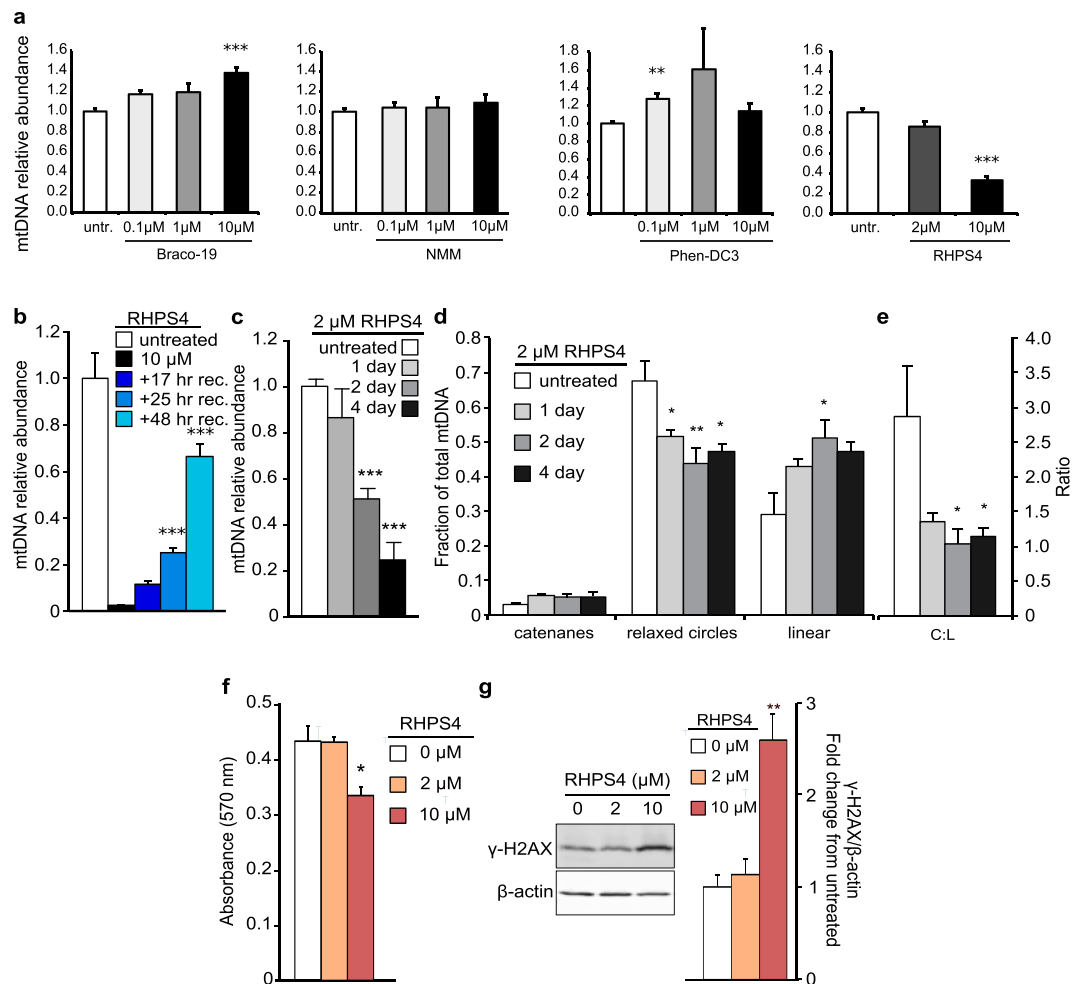 a
mtDNA relative abundance
1.6
1.4
1.2
1.0
0.8
0.6
0.4
0.2
0.0
***
untr. 0.1µM 1µM 10µM
Braco-19
1.6
1.4
1.2
1.0
0.8
0.6
0.4
0.2
0.0
untr. 0.1µM 1µM 10µM
NMM
1.6
1.8
1.6
1.4
1.2
1.0
0.8
0.6
0.4
0.2
0.0
**
0.1µM 1µM 10µM
Phen-DC3
1.6
1.4
1.2
1.0
0.8
0.6
0.4
0.2
0.0
***
untr. 2µM 10µM
RHPS4
b
mtDNA relative abundance
1.2
1.0
0.8
0.6
0.4
0.2
0
RHPS4
untreated
10 µM
+17 hr rec.
+25 hr rec.
+48 hr rec.
***
***
c
mtDNA relative abundance
1.2
1.0
0.8
0.6
0.4
0.2
0
2 µM RHPS4
untreated
1 day
2 day
4 day
***
***
d
Fraction of total mtDNA
0.8
0.7
0.6
0.5
0.4
0.3
0.2
0.1
0
2 µM RHPS4
untreated
1 day
2 day
4 day
* ** *
*
catenanes relaxed circles linear
e
* *
C:L
4.0
3.5
3.0
2.5
2.0
1.5
1.0
0.5
0
Ratio
f
Absorbance (570 nm)
0.5
0.4
0.3
0.2
0.1
0
*
RHPS4
0 µM
2 µM
10 µM
g
RHPS4 (µM)
0 2 10
γ-H2AX
β-actin
RHPS4
0 µM
2 µM
10 µM
**
3
2
1
0
γ-H2AX/β-actin
Fold change from untreated